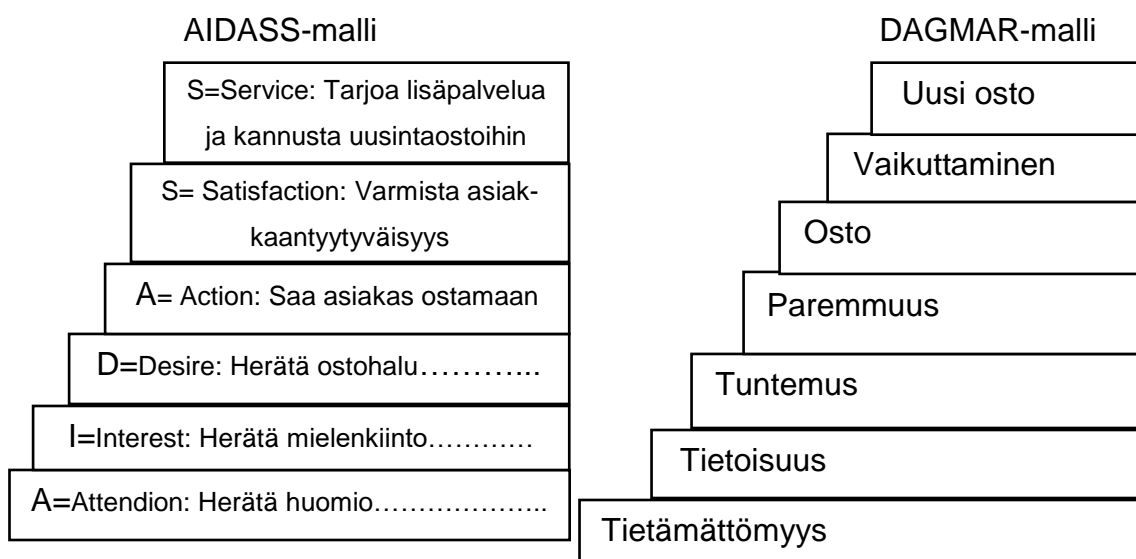 AIDASS-malli
S=Service: Tarjoa lisäpalvelua
ja kannusta uusintaostoihin
S= Satisfaction: Varmista asiak-
kaantyytyväisyys
A= Action: Saa asiakas ostamaan
D=Desire: Herätä ostohalu………...
I=Interest: Herätä mielenkiinto…………
A=Attendion: Herätä huomio………………..
DAGMAR-malli
Uusi osto
Vaikuttaminen
Osto
Paremmuus
Tuntemus
Tietoisuus
Tietämättömyys